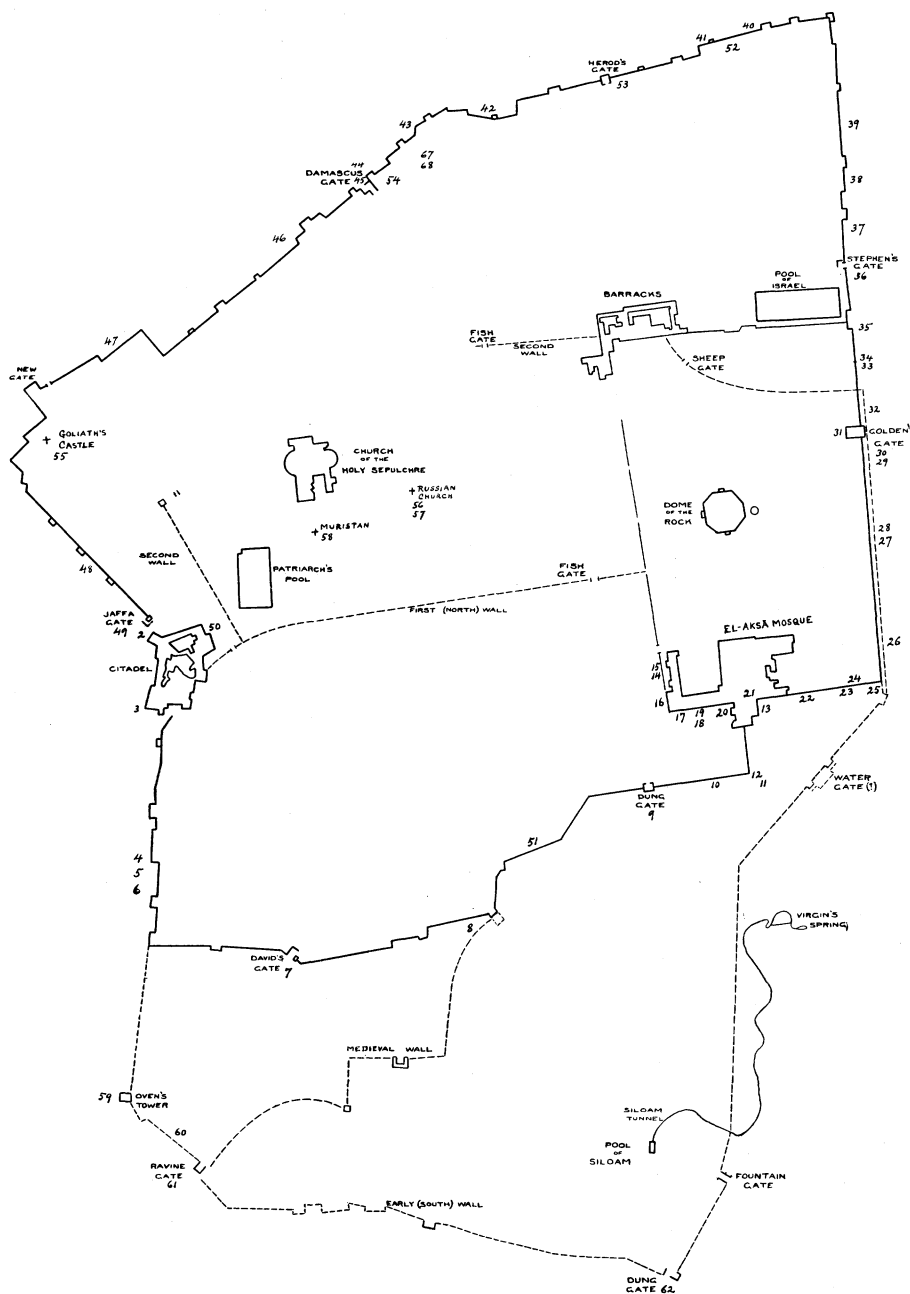 40
41
52
HEROD'S
GATE
53
42
43
39
67
68
44
DAMASCUS
GATE 45
54
38
46
37
STEPHEN'S
GATE
36
POOL
OF
ISRAEL
BARRACKS
35
FISH
GATE
SECOND
WALL
47
SHEEP
GATE
34
33
NEW
GATE
32
GOLIATH'S
CASTLE
55
31
GOLDEN
GATE
30
29
CHURCH
OF THE
HOLY SEPULCHRE
RUSSIAN
CHURCH
56
57
11
DOME
OF THE
ROCK
MURISTAN
58
28
27
SECOND
WALL
48
PATRIARCH'S
POOL
FISH
GATE
FIRST (NORTH) WALL
JAFFA
GATE
49
2
50
EL-AKSA MOSQUE
26
CITADEL
15
14
3
16
17
19
18
20
21
13
22
23
24
25
WATER
GATE (?)
10
12
11
DUNG
GATE
9
51
4
5
6
8
VIRGIN'S
SPRING
DAVID'S
GATE 7
MEDIEVAL WALL
59
OVEN'S
TOWER
SILOAM
TUNNEL
60
POOL
OF
SILOAM
RAVINE
GATE
61
FOUNTAIN
GATE
EARLY (SOUTH) WALL
DUNG
GATE 62